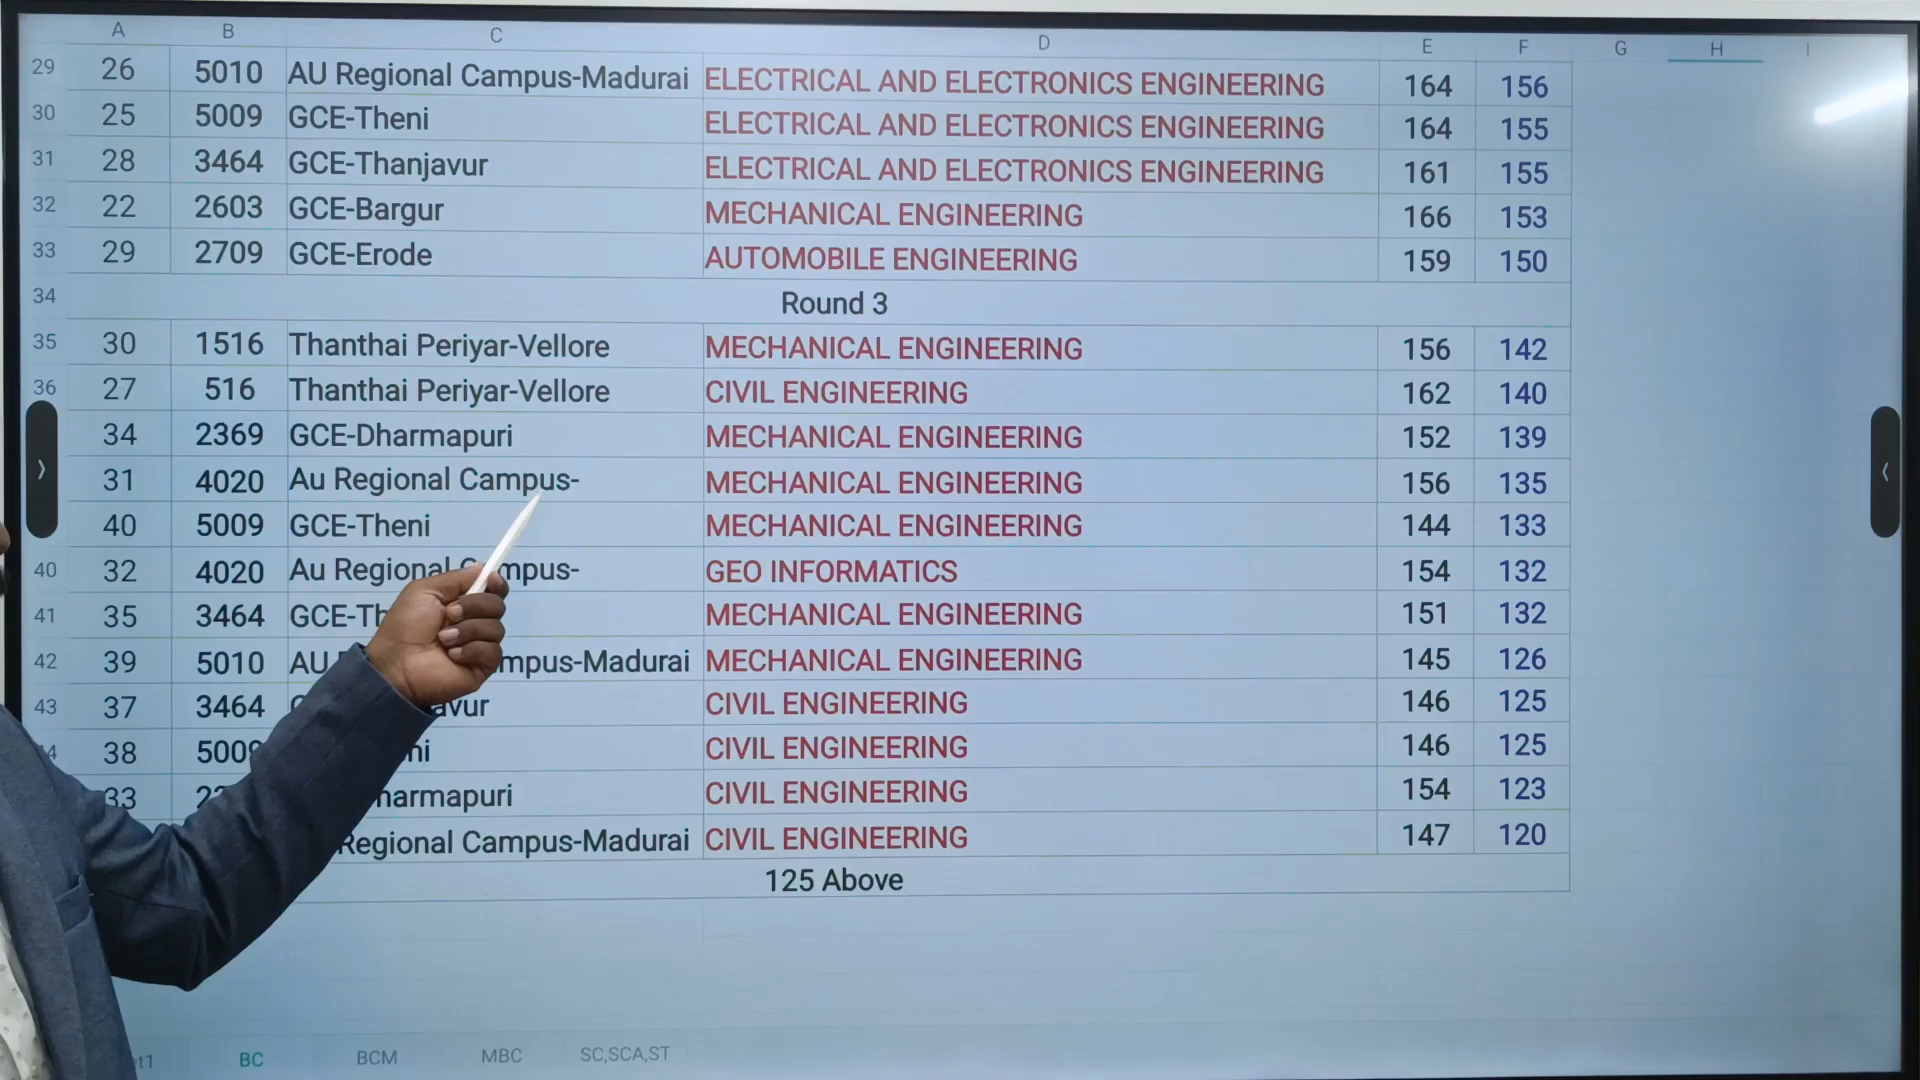 A B C D E F G H I
29 26 5010 AU Regional Campus-Madurai ELECTRICAL AND ELECTRONICS ENGINEERING 164 156
30 25 5009 GCE-Theni ELECTRICAL AND ELECTRONICS ENGINEERING 164 155
31 28 3464 GCE-Thanjavur ELECTRICAL AND ELECTRONICS ENGINEERING 161 155
32 22 2603 GCE-Bargur MECHANICAL ENGINEERING 166 153
33 29 2709 GCE-Erode AUTOMOBILE ENGINEERING 159 150
34 Round 3
35 30 1516 Thanthai Periyar-Vellore MECHANICAL ENGINEERING 156 142
36 27 516 Thanthai Periyar-Vellore CIVIL ENGINEERING 162 140
34 2369 GCE-Dharmapuri MECHANICAL ENGINEERING 152 139
31 4020 Au Regional Campus- MECHANICAL ENGINEERING 156 135
40 5009 GCE-Theni MECHANICAL ENGINEERING 144 133
40 32 4020 Au Regional mpus- GEO INFORMATICS 154 132
41 35 3464 GCE-Th MECHANICAL ENGINEERING 151 132
42 39 5010 AU mpus-Madurai MECHANICAL ENGINEERING 145 126
43 37 3464 avur CIVIL ENGINEERING 146 125
38 500 ni CIVIL ENGINEERING 146 125
33 harmapuri CIVIL ENGINEERING 154 123
Regional Campus-Madurai CIVIL ENGINEERING 147 120
125 Above
BC BCM MBC SC,SCA,ST